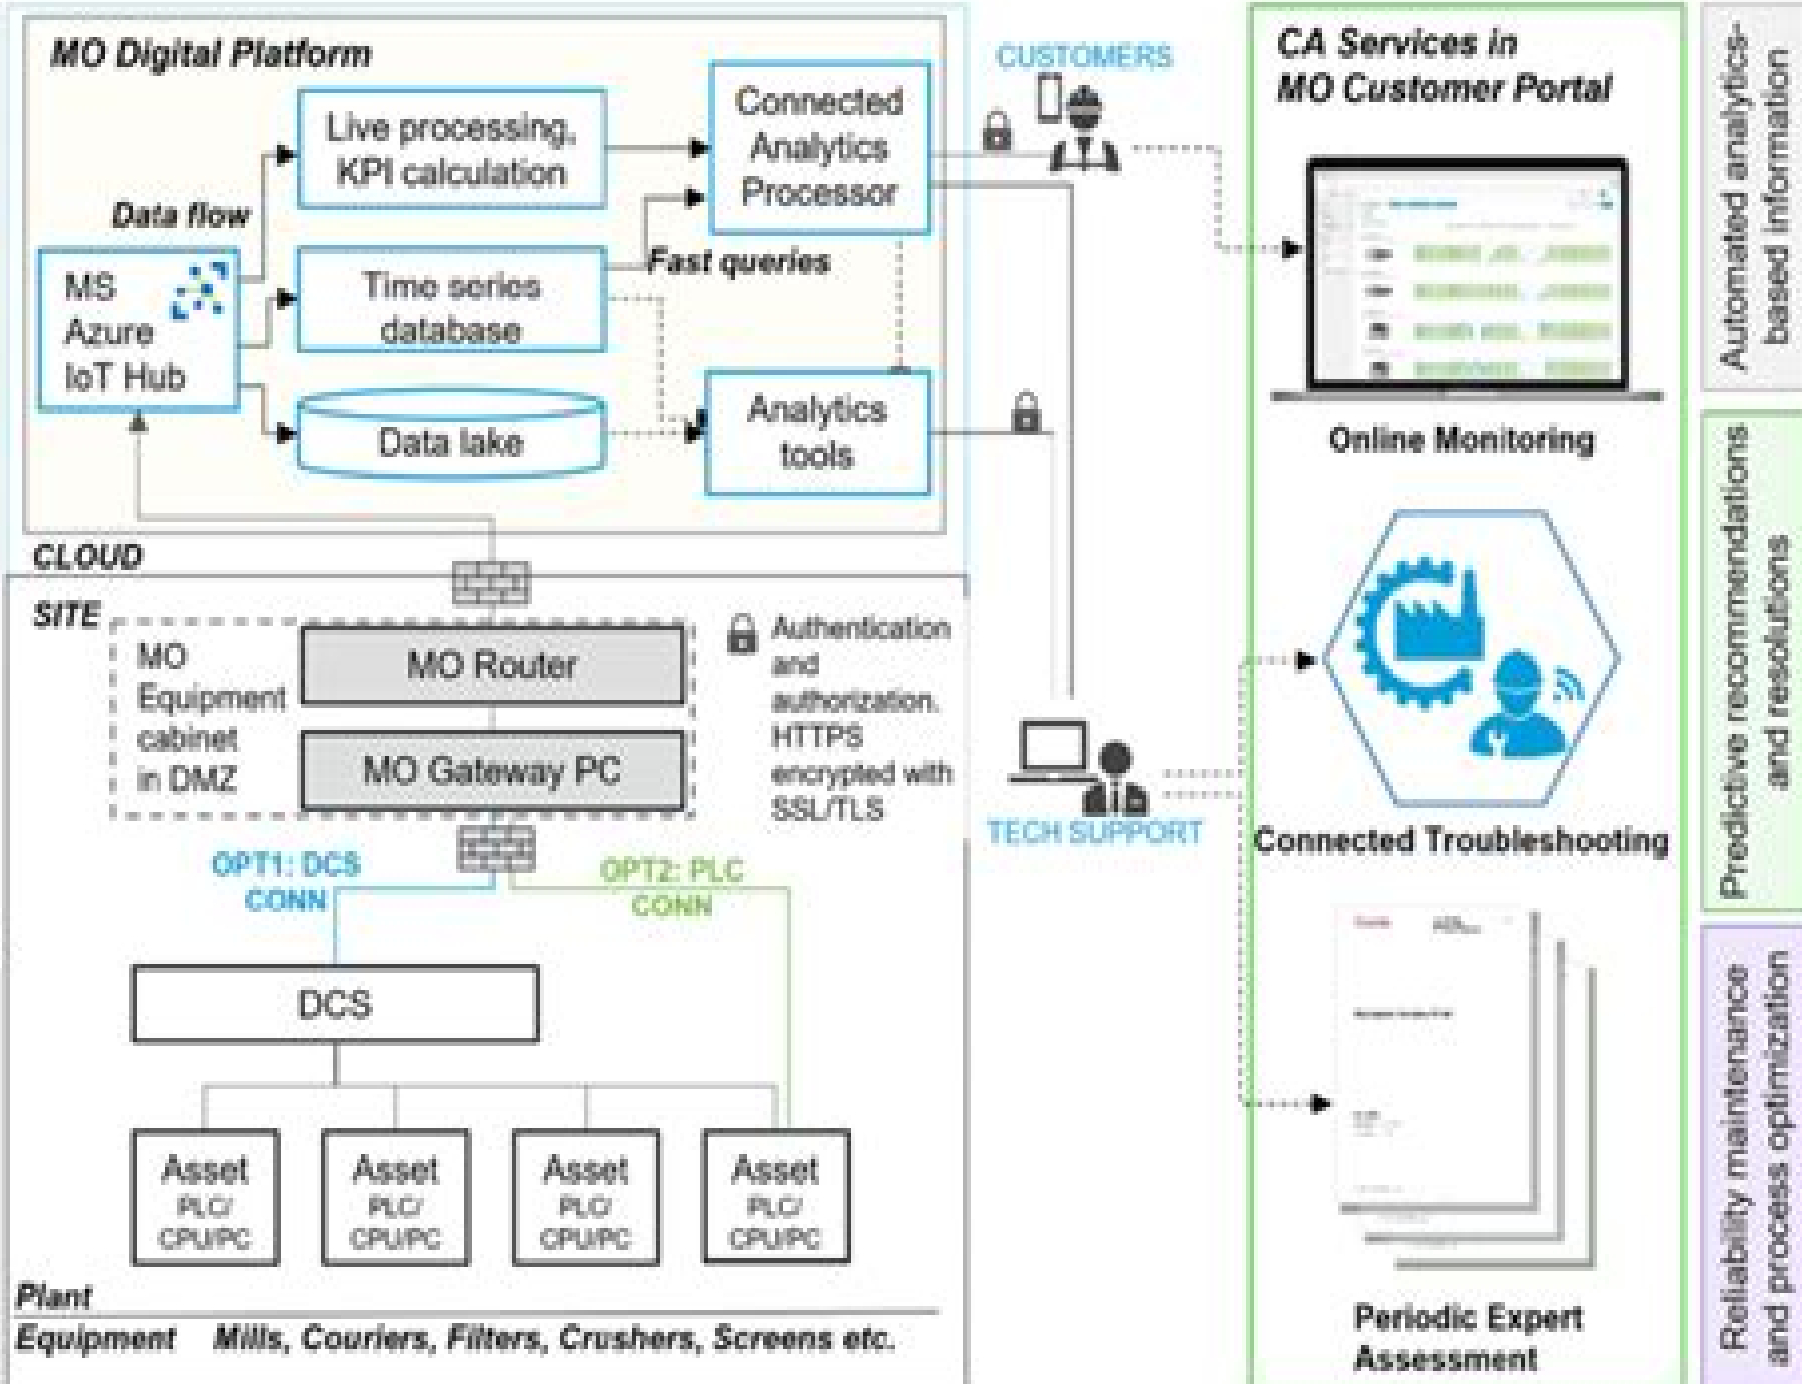 MO Digital Platform
Live processing,
KPI calculation
Connected
Analytics
Processor
Data flow
Fast queries
MS
Azure
IoT Hub
Time series
database
Data lake
Analytics
tools
CLOUD
SITE
MO
Equipment
cabinet
in DMZ
MO Router
MO Gateway PC
Authentication
and
authorization.
HTTPS
encrypted with
SSL/TLS
OPT1: DCS
CONN
OPT2: PLC
CONN
DCS
Asset
PLC/
CPU/PC
Asset
PLC/
CPU/PC
Asset
PLC/
CPU/PC
Asset
PLC/
CPU/PC
Plant
Equipment Mills, Couriers, Filters, Crushers, Screens etc.
CUSTOMERS
TECH SUPPORT
CA Services in
MO Customer Portal
Online Monitoring
Connected Troubleshooting
Periodic Expert
Assessment
Automated analytics-
based information
Predictive recommendations
and resolutions
Reliability maintenance
and process optimization